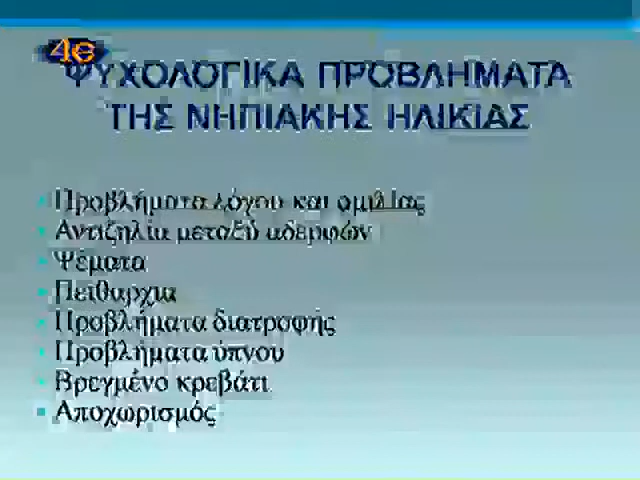 4e
ΨΥΧΟΛΟΓΙΚΑ ΠΡΟΒΛΗΜΑΤΑ
ΤΗΣ ΝΗΠΙΑΚΗΣ ΗΛΙΚΙΑΣ
Προβλήματα λόγου και ομιλίας
Αντιζηλία μεταξύ αδερφών
Ψέματα
Πειθαρχια
Προβλήματα διατροφής
Προβλήματα ύπνου
Βρεγμένο κρεβάτι
Αποχωρισμός